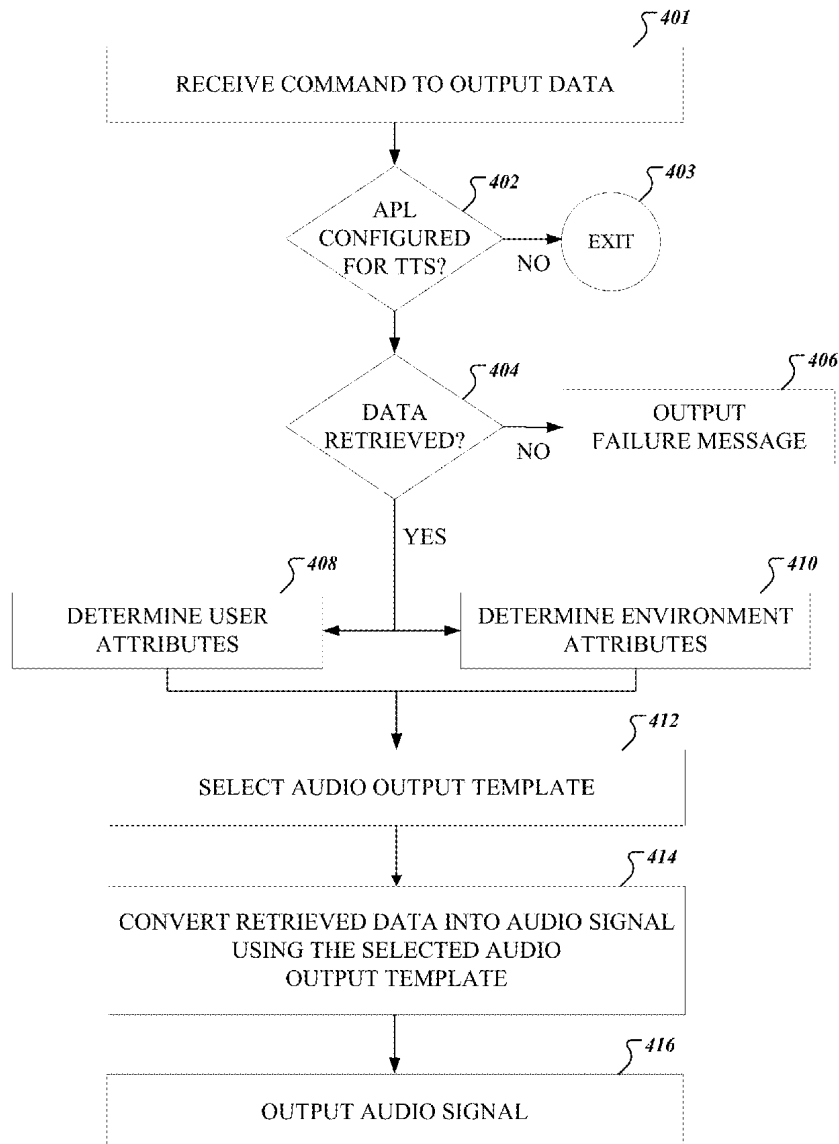 401
RECEIVE COMMAND TO OUTPUT DATA
402
403
APL
CONFIGURED
FOR TTS?
EXIT
NO
404
406
DATA
RETRIEVED?
OUTPUT
FAILURE MESSAGE
NO
YES
408
410
DETERMINE USER
ATTRIBUTES
DETERMINE ENVIRONMENT
ATTRIBUTES
412
SELECT AUDIO OUTPUT TEMPLATE
414
CONVERT RETRIEVED DATA INTO AUDIO SIGNAL
USING THE SELECTED AUDIO
OUTPUT TEMPLATE
416
OUTPUT AUDIO SIGNAL